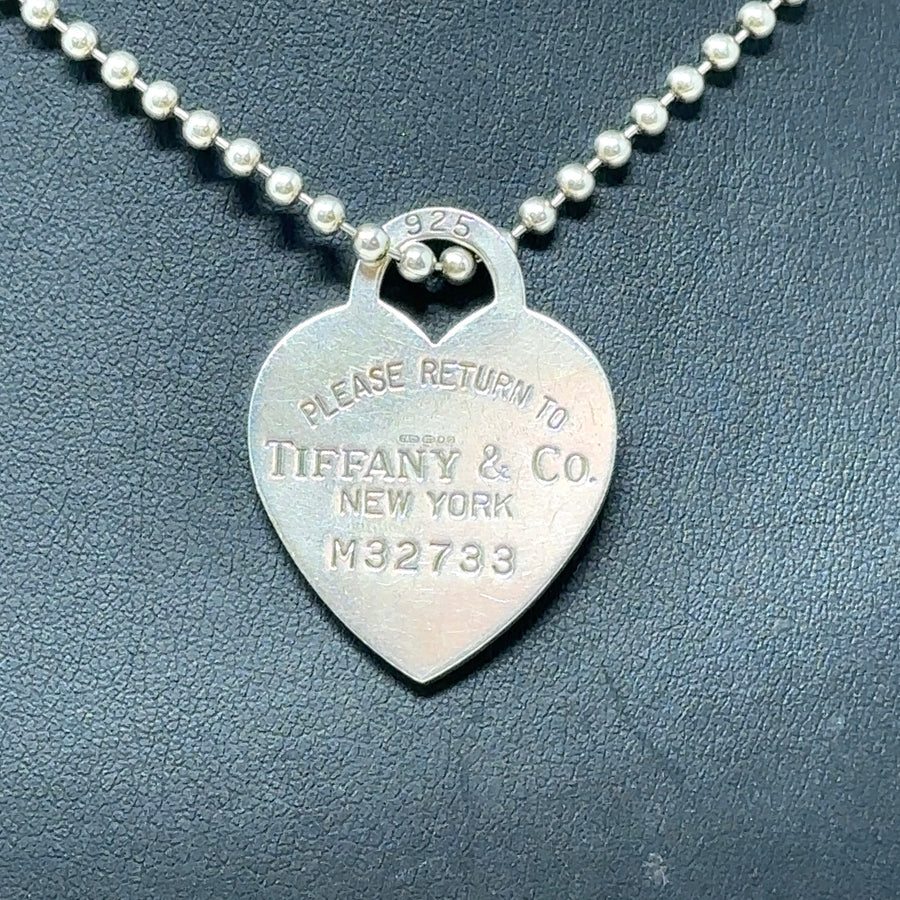 925
PLEASE RETURN TO
TIFFANY & CO.
NEW YORK
M32733